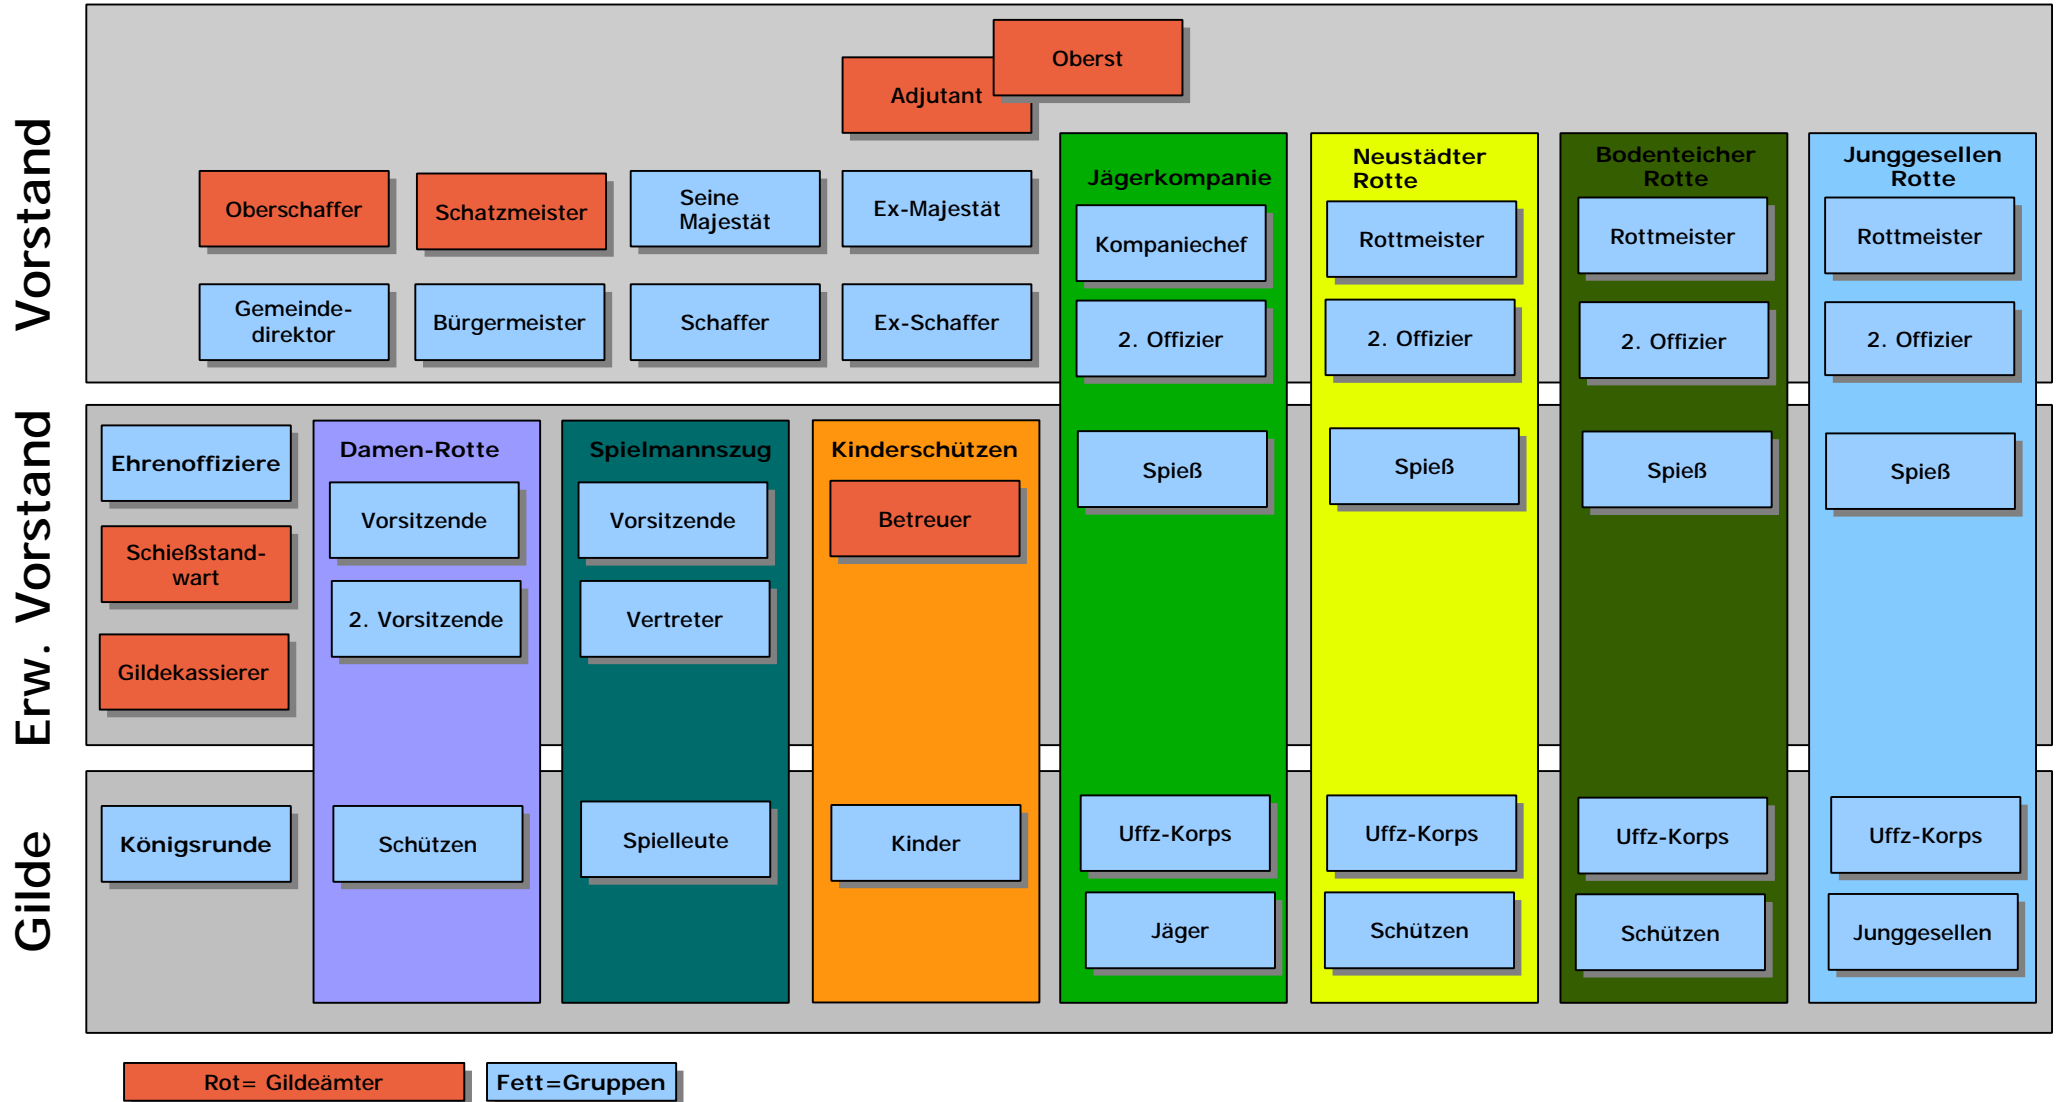 Vorstand
Oberst
Adjutant
Oberschaffer
Schatzmeister
Seine
Majestät
Ex-Majestät
Gemeinde-
direktor
Bürgermeister
Schaffer
Ex-Schaffer
Jägerkompanie
Kompaniechef
2. Offizier
Neustädter
Rotte
Rottmeister
2. Offizier
Bodenteicher
Rotte
Rottmeister
2. Offizier
Junggesellen
Rotte
Rottmeister
2. Offizier
Erw. Vorstand
Ehrenoffiziere
Schießstand-
wart
Gildekassierer
Damen-Rotte
Vorsitzende
2. Vorsitzende
Spielmannszug
Vorsitzende
Vertreter
Kinderschützen
Betreuer
Spieß
Spieß
Spieß
Spieß
Gilde
Königsrunde
Schützen
Spielleute
Kinder
Uffz-Korps
Jäger
Uffz-Korps
Schützen
Uffz-Korps
Schützen
Uffz-Korps
Junggesellen
Rot= Gildeämter
Fett=Gruppen